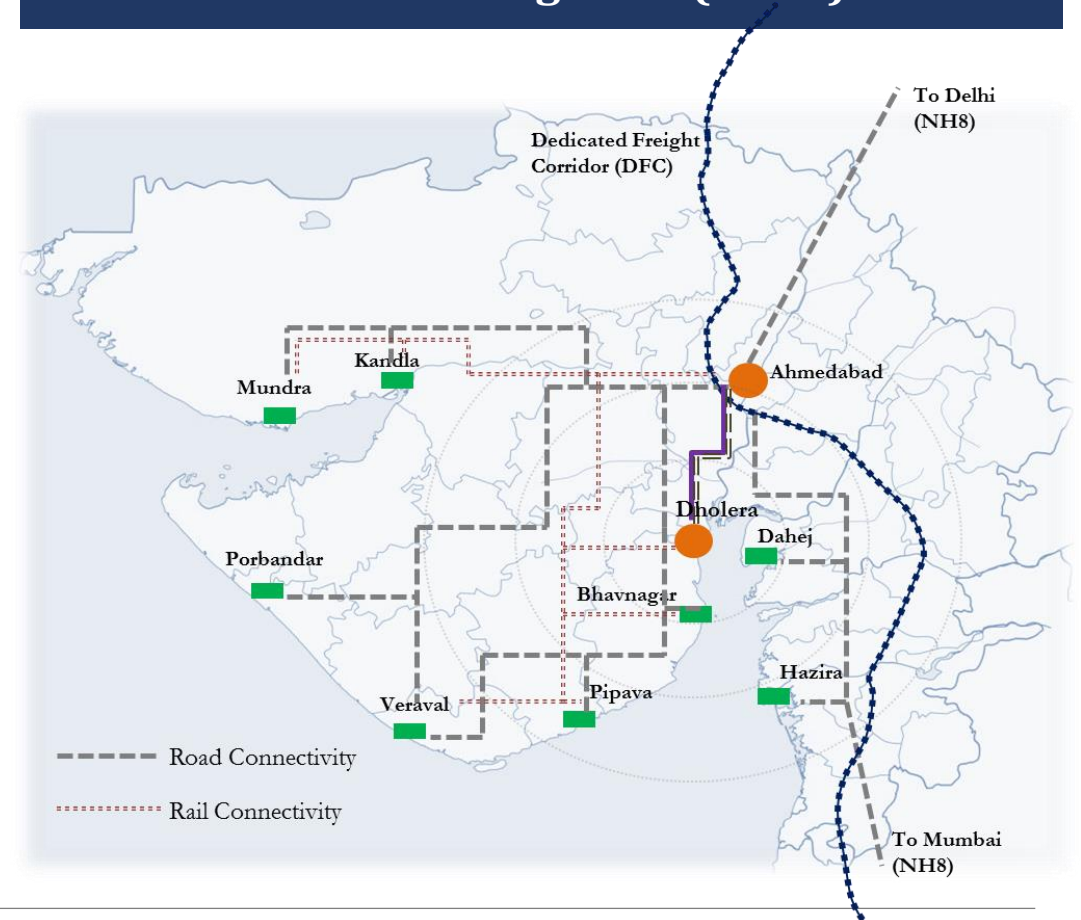 To Delhi
(NH8)
Dedicated Freight
Corridor (DFC)
Kandla
Ahmedabad
Mundra
Dholera
Dahej
Porbandar
Bhavnagar
Hazira
Pipava
Veraval
Road Connectivity
Rail Connectivity
To Mumbai
(NH8)